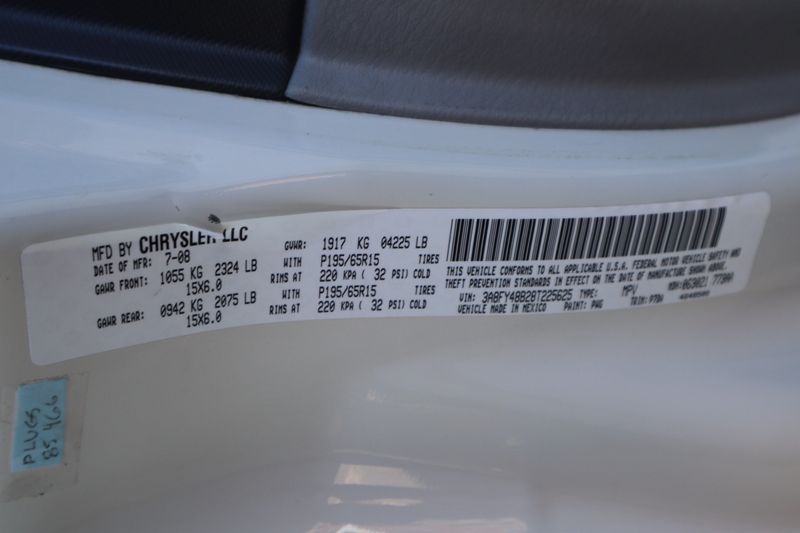 MFD BY CHRYSLER LLC
DATE OF MFR: 7-08
GVWR: 1917 KG 04225 LB
GAWR FRONT: 1055 KG 2324 LB WITH P195/65R15 TIRES
15X6.0 RIMS AT 220 KPA ( 32 PSI) COLD
GAWR REAR: 0942 KG 2075 LB WITH P195/65R15 TIRES
15X6.0 RIMS AT 220 KPA ( 32 PSI) COLD
THIS VEHICLE CONFORMS TO ALL APPLICABLE U.S.A. FEDERAL MOTOR VEHICLE SAFETY AND
THEFT PREVENTION STANDARDS IN EFFECT ON THE DATE OF MANUFACTURE SHOWN ABOVE.
VIN: 3A8FY48B28T225625 TYPE: MPV MDH: 063021
VEHICLE MADE IN MEXICO PAINT: PWG TRIM:
PLUGS
85,466